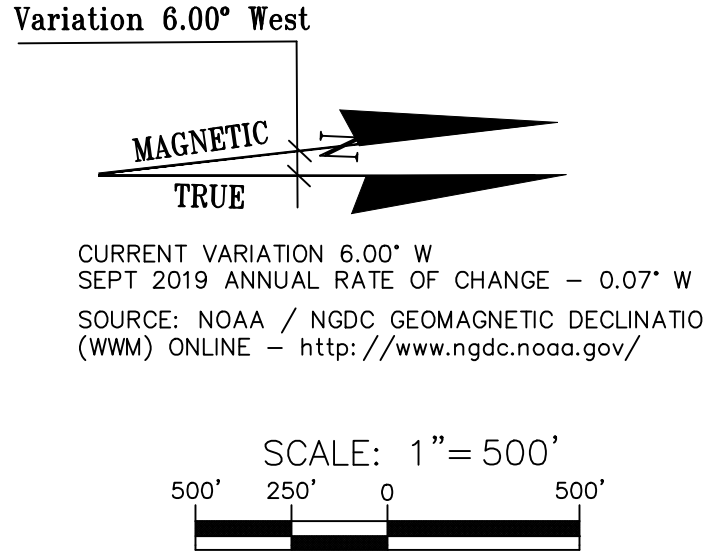 Variation 6.00° West
MAGNETIC
TRUE
N
CURRENT VARIATION 6.00° W
SEPT 2019 ANNUAL RATE OF CHANGE – 0.07° W
SOURCE: NOAA / NGDC GEOMAGNETIC DECLINATIO
(WWM) ONLINE – http://www.ngdc.noaa.gov/
SCALE: 1"= 500'
500' 250' 0 500'